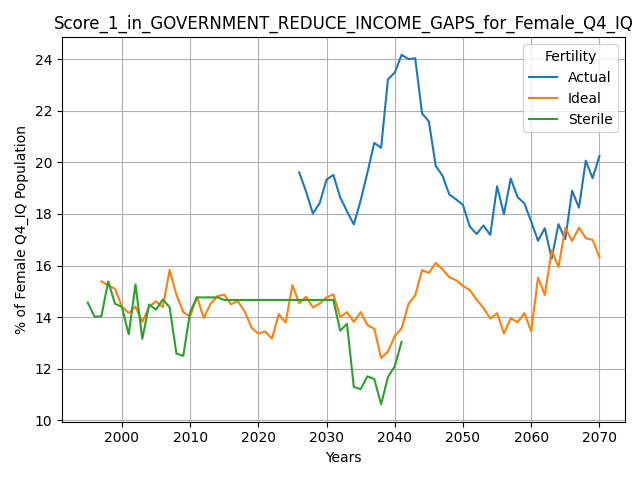 Score_1_in_GOVERNMENT_REDUCE_INCOME_GAPS_for_Female_Q4_IQ
% of Female Q4_IQ Population
24
22
20
18
16
14
12
10
Fertility
Actual
Ideal
Sterile
2000 2010 2020 2030 2040 2050 2060 2070
Years